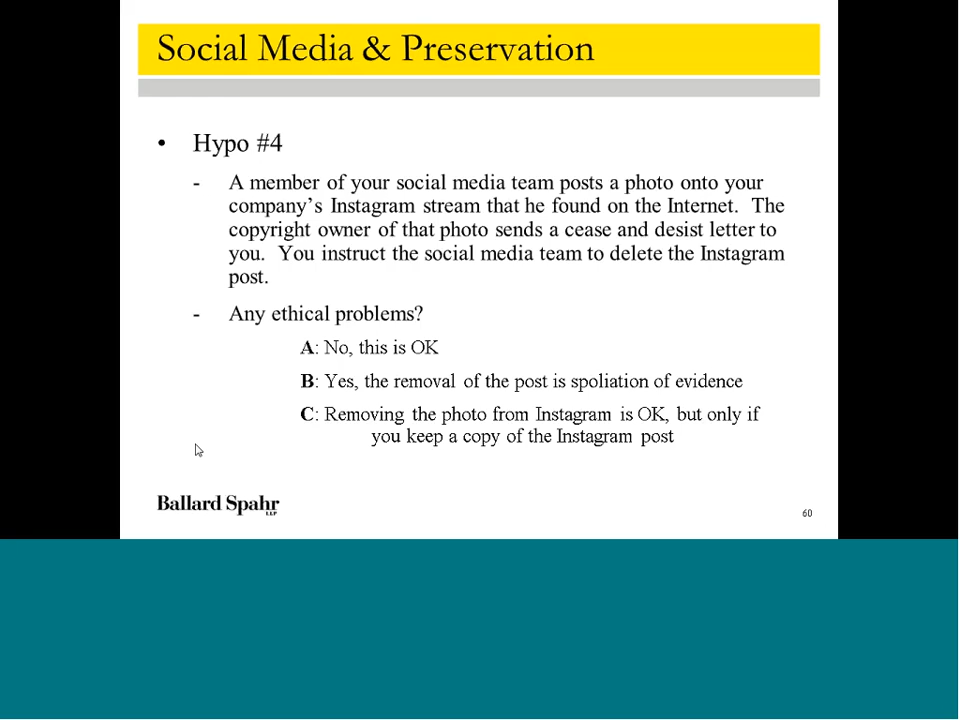 Social Media & Preservation
• Hypo #4
- A member of your social media team posts a photo onto your
company’s Instagram stream that he found on the Internet. The
copyright owner of that photo sends a cease and desist letter to
you. You instruct the social media team to delete the Instagram
post.
- Any ethical problems?
A: No, this is OK
B: Yes, the removal of the post is spoliation of evidence
C: Removing the photo from Instagram is OK, but only if
you keep a copy of the Instagram post
Ballard Spahr
LLP
60